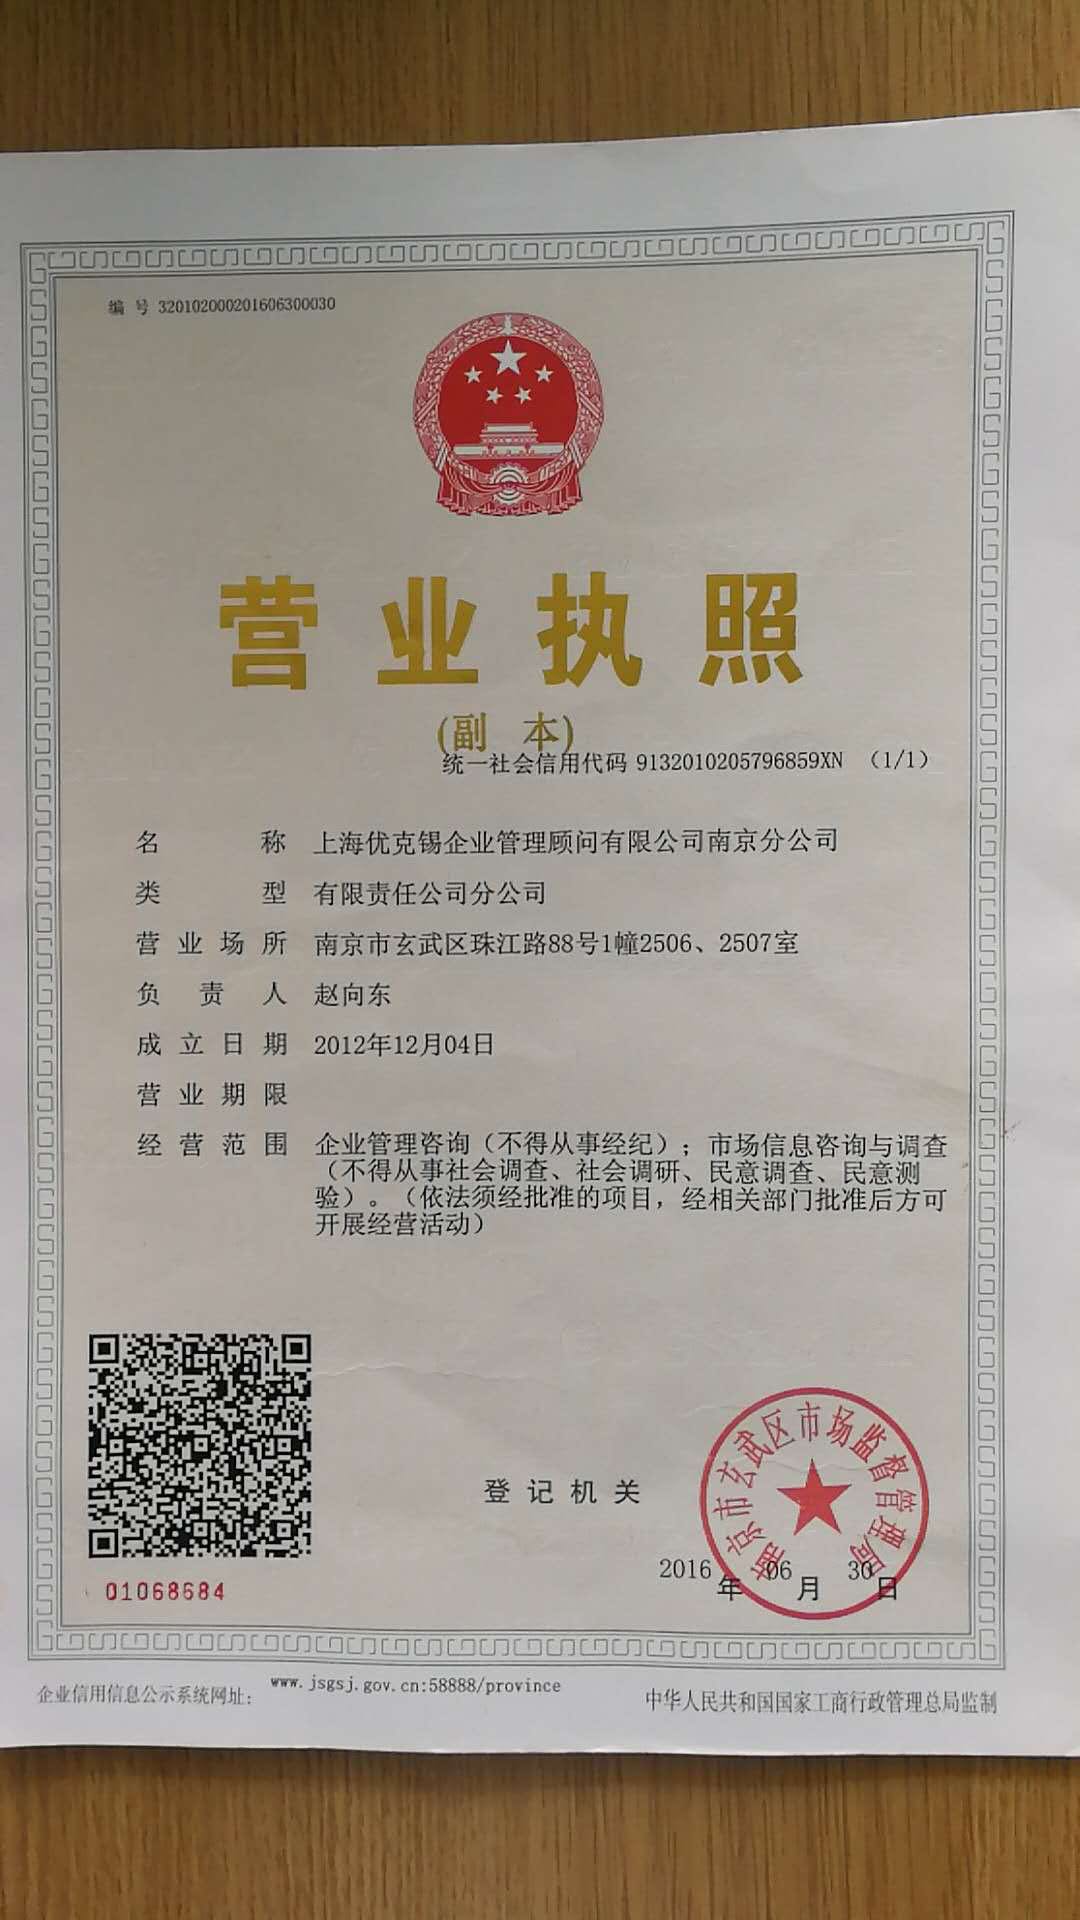 编 号 320102000201606300030
营业执照
(副 本)
统一社会信用代码 9132010205796859XN （1/1）
名 称 上海优克锡企业管理顾问有限公司南京分公司
类 型 有限责任公司分公司
营业场所 南京市玄武区珠江路88号1幢2506、2507室
负责人 赵向东
成立日期 2012年12月04日
营业期限
经营范围 企业管理咨询（不得从事经纪）；市场信息咨询与调查
（不得从事社会调查、社会调研、民意调查、民意测
验）。（依法须经批准的项目，经相关部门批准后方可
开展经营活动）
登记机关
南京市玄武区市场监督管理局
2016年06月30日
01068684
企业信用信息公示系统网址： www.jsgsj.gov.cn:58888/province
中华人民共和国国家工商行政管理总局监制